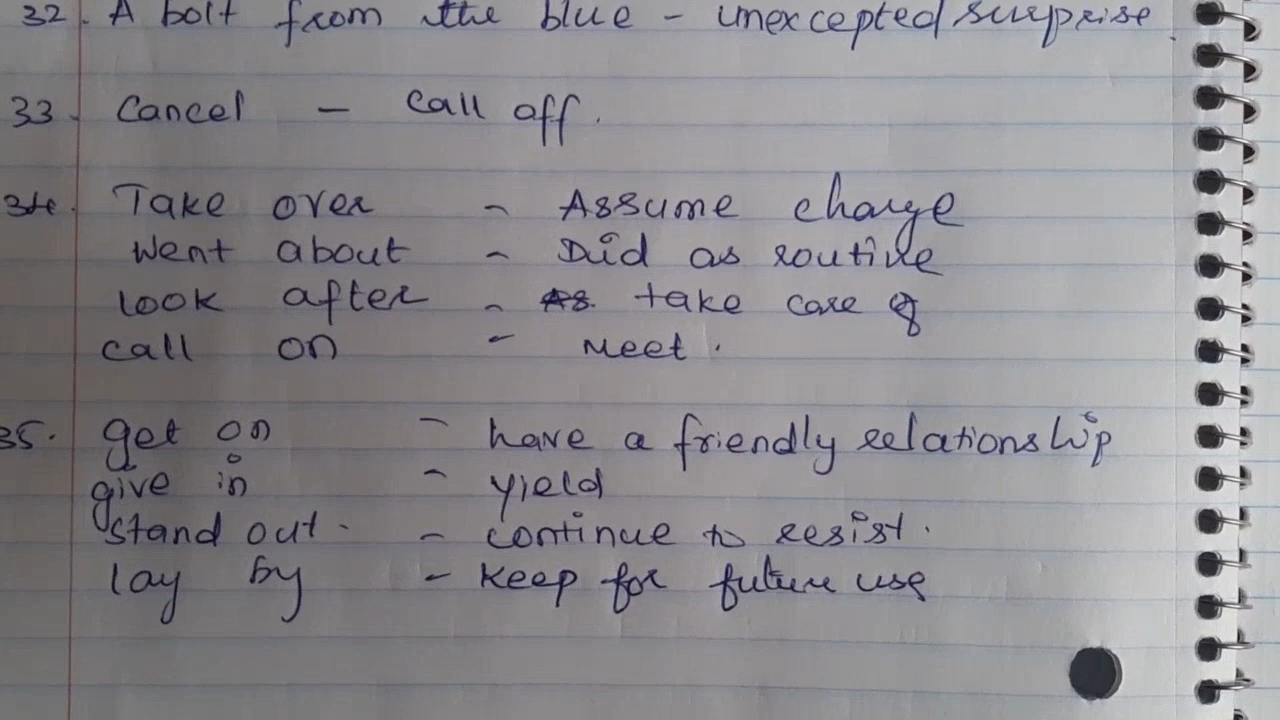 32. A bolt from the blue - unexcepted surprise.
33. Cancel - Call off.
34. Take over - Assume charge
Went about - Did as routine
Look after - As. take care of
call on - Meet.
35. get on - have a friendly relationship
give in - yield
stand out. - continue to resist.
lay by - Keep for future use